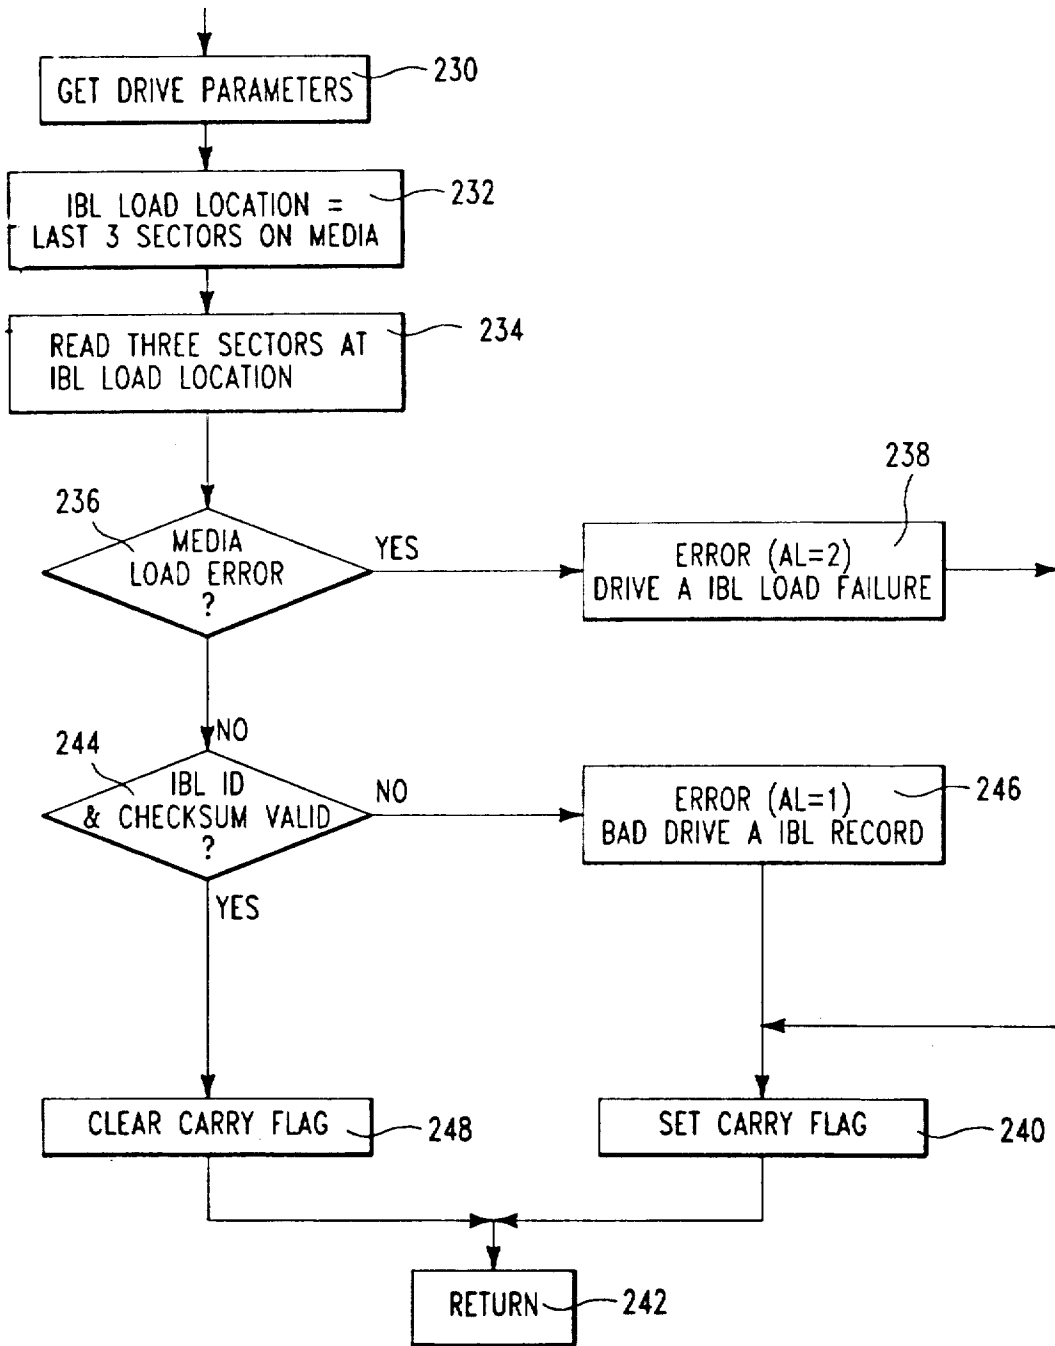 GET DRIVE PARAMETERS
230
IBL LOAD LOCATION =
LAST 3 SECTORS ON MEDIA
232
READ THREE SECTORS AT
IBL LOAD LOCATION
234
236
MEDIA
LOAD ERROR
?
YES
238
ERROR (AL=2)
DRIVE A IBL LOAD FAILURE
NO
244
IBL ID
& CHECKSUM VALID
?
NO
ERROR (AL=1)
BAD DRIVE A IBL RECORD
246
YES
CLEAR CARRY FLAG
248
SET CARRY FLAG
240
RETURN
242